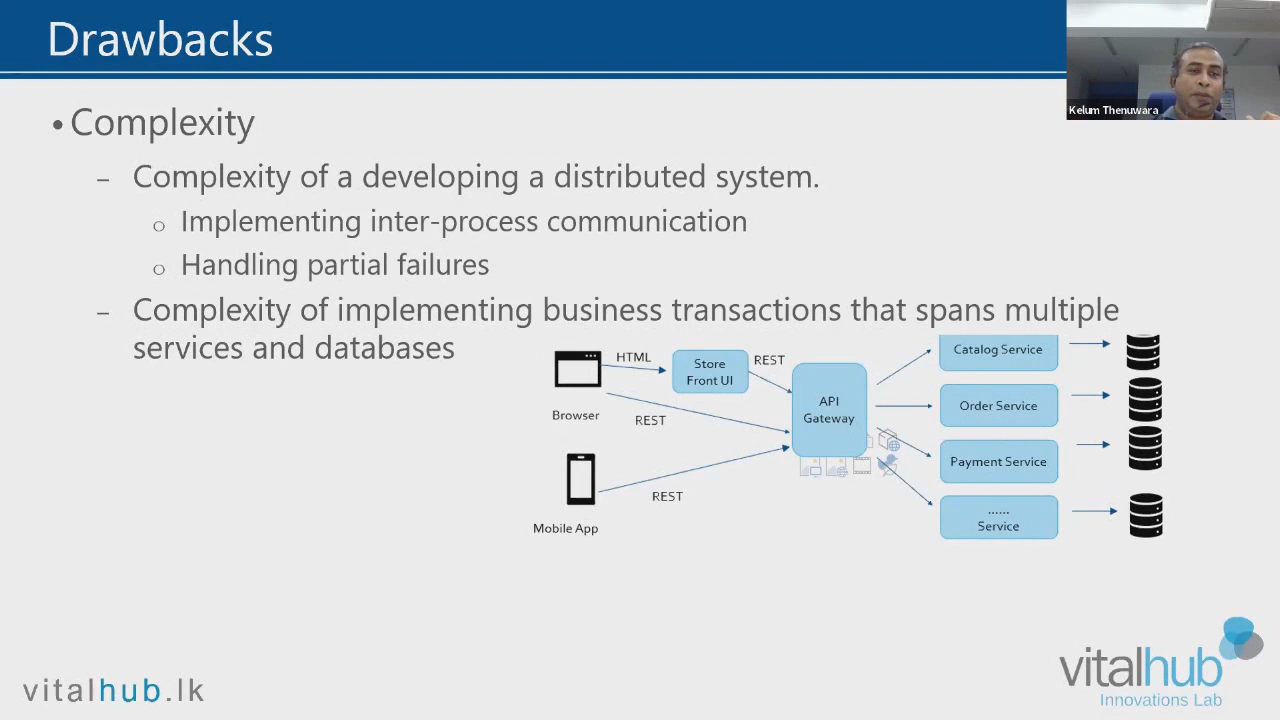 Drawbacks
Kelum Thenuwara
• Complexity
– Complexity of a developing a distributed system.
o Implementing inter-process communication
o Handling partial failures
– Complexity of implementing business transactions that spans multiple
services and databases
HTML
Store
Front UI
REST
API
Gateway
Catalog Service
Browser
REST
Order Service
Payment Service
Mobile App
REST
......
Service
vitalhub.lk
vitalhub
Innovations Lab